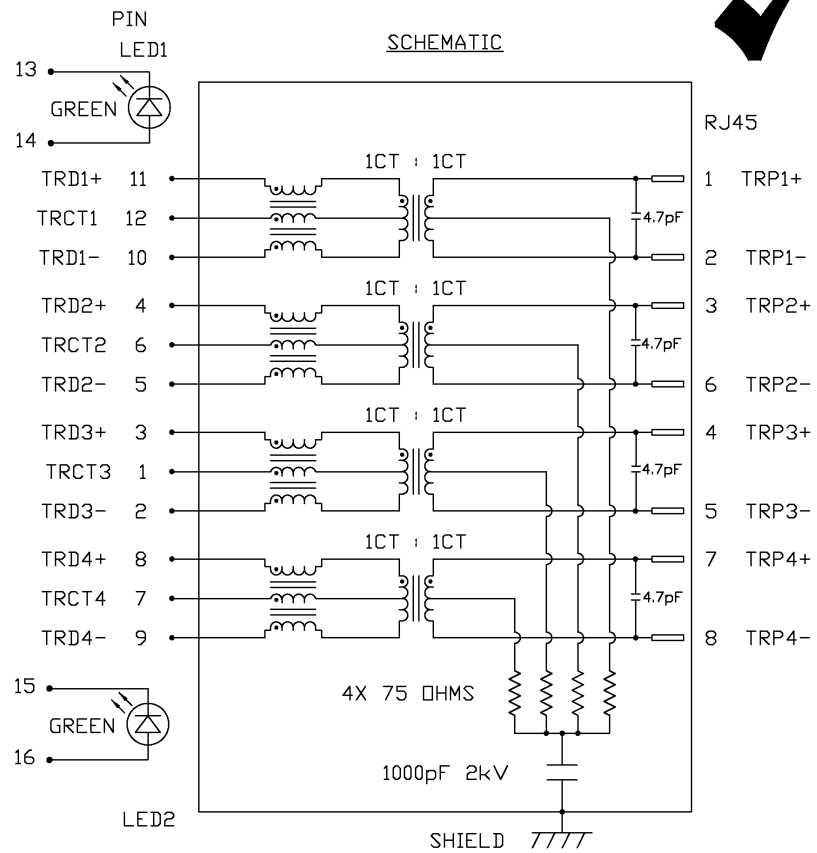 PIN
LED1
SCHEMATIC
13
GREEN
14
RJ45
1CT : 1CT
TRD1+ 11
1 TRP1+
TRCT1 12
4.7pF
TRD1- 10
2 TRP1-
1CT : 1CT
TRD2+ 4
3 TRP2+
TRCT2 6
4.7pF
TRD2- 5
6 TRP2-
1CT : 1CT
TRD3+ 3
4 TRP3+
TRCT3 1
4.7pF
TRD3- 2
5 TRP3-
1CT : 1CT
TRD4+ 8
7 TRP4+
TRCT4 7
4.7pF
TRD4- 9
8 TRP4-
15
GREEN
16
4X 75 OHMS
1000pF 2kV
LED2
SHIELD